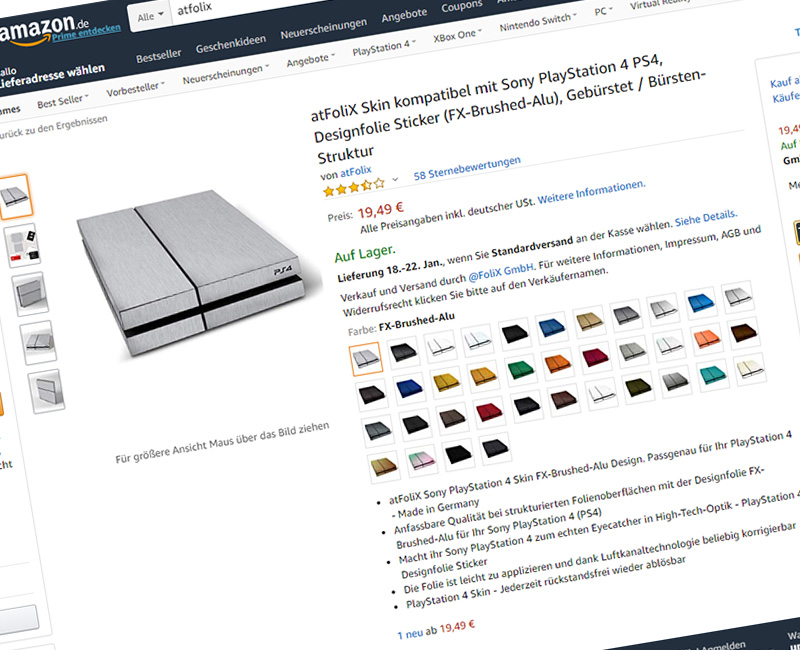 amazon.de
Prime entdecken
Alle
atfolix
allo
Lieferadresse wählen
Bestseller
Geschenkideen
Neuerscheinungen
Angebote
Coupons
ames
Best Seller
Vorbesteller
Neuerscheinungen
Angebote
PlayStation 4
XBox One
Nintendo Switch
PC
Virtual Reality
urück zu den Ergebnissen
atFoliX Skin kompatibel mit Sony PlayStation 4 PS4,
Designfolie Sticker (FX-Brushed-Alu), Gebürstet / Bürsten-
Struktur
von atFolix
58 Sternebewertungen
Preis: 19,49 €
Alle Preisangaben inkl. deutscher USt. Weitere Informationen.
Auf Lager.
Lieferung 18.-22. Jan., wenn Sie Standardversand an der Kasse wählen. Siehe Details.
Verkauf und Versand durch @FoliX GmbH. Für weitere Informationen, Impressum, AGB und
Widerrufsrecht klicken Sie bitte auf den Verkäufernamen.
Farbe: FX-Brushed-Alu
PS4
Für größere Ansicht Maus über das Bild ziehen
cht
atFoliX Sony PlayStation 4 Skin FX-Brushed-Alu Design. Passgenau für Ihr PlayStation 4
- Made in Germany
Anfassbare Qualität bei strukturierten Folienoberflächen mit der Designfolie FX-
Brushed-Alu für Ihr Sony PlayStation 4 (PS4)
Macht ihr Sony PlayStation 4 zum echten Eyecatcher in High-Tech-Optik - PlayStation 4
Designfolie Sticker
Die Folie ist leicht zu applizieren und dank Luftkanaltechnologie beliebig korrigierbar
PlayStation 4 Skin - Jederzeit rückstandsfrei wieder ablösbar
1 neu ab 19,49 €
Kauf a
Käufe
19,49
Auf
Gm
Me
Anmelden